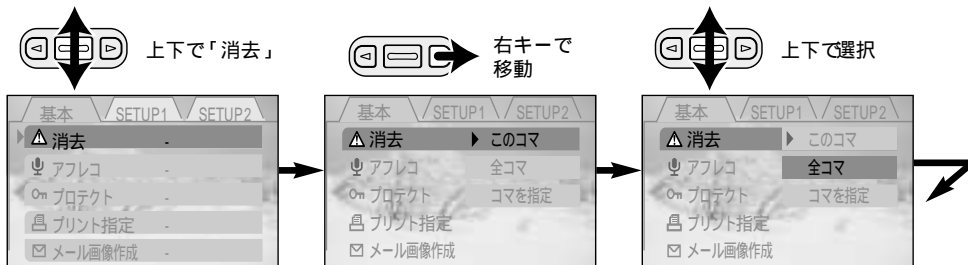 上下で「消去」
基本 SETUP1 SETUP2
消去 -
アフレコ -
プロテクト -
プリント指定 -
メール画像作成 -
右キーで
移動
基本 SETUP1 SETUP2
消去 このコマ
アフレコ 全コマ
プロテクト コマを指定
プリント指定
メール画像作成
上下で選択
基本 SETUP1 SETUP2
消去 このコマ
アフレコ 全コマ
プロテクト コマを指定
プリント指定
メール画像作成